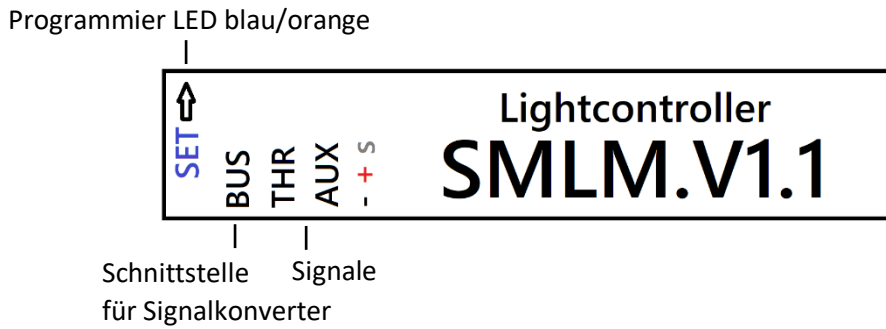 Programmier LED blau/orange
SET
BUS
THR
AUX
- + s
Lightcontroller
SMLM.V1.1
Schnittstelle
für Signalkonverter
Signale